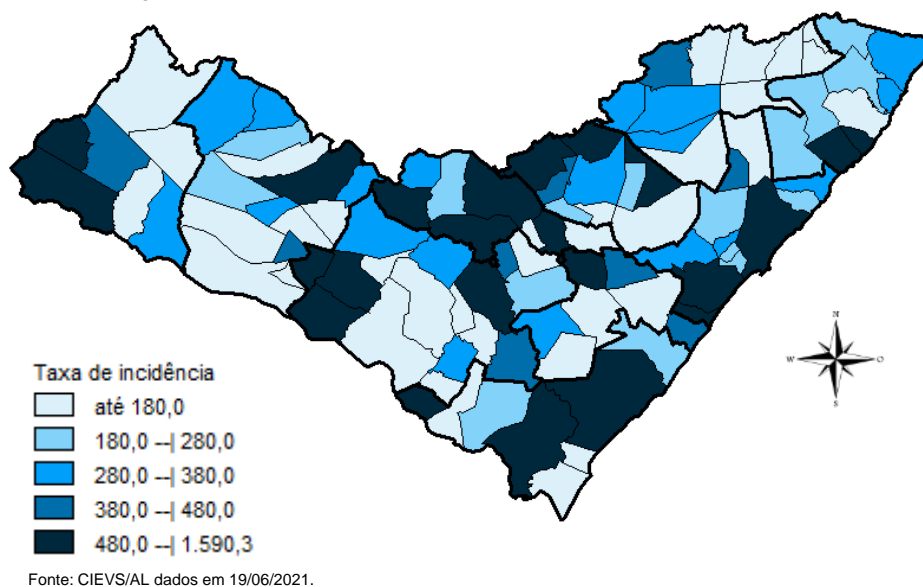 N
W
O
S
Taxa de incidência
até 180,0
180,0 --| 280,0
280,0 --| 380,0
380,0 --| 480,0
480,0 --| 1.590,3
Fonte: CIEVS/AL dados em 19/06/2021.